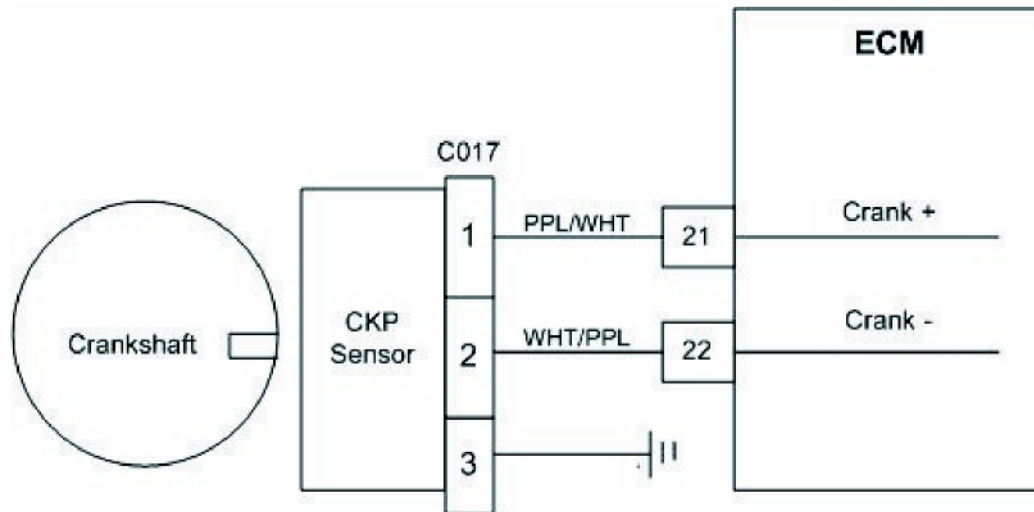 ECM
C017
1
PPL/WHT
21
Crank +
Crankshaft
CKP
Sensor
2
WHT/PPL
22
Crank -
3